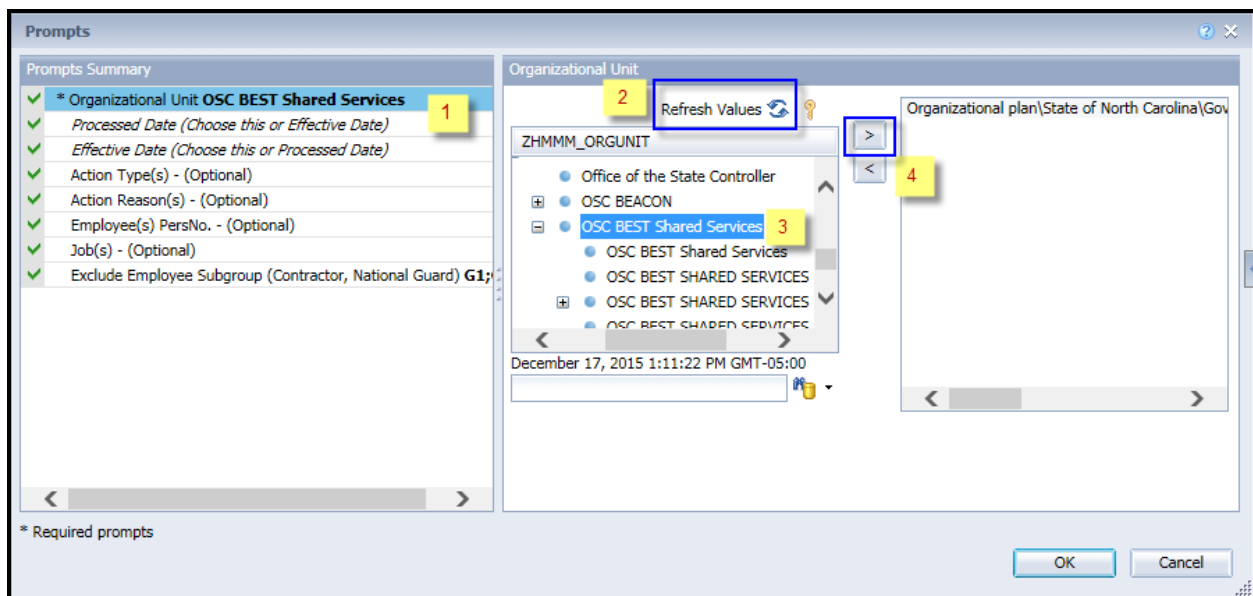 Prompts
Prompts Summary
* Organizational Unit OSC BEST Shared Services
1
Processed Date (Choose this or Effective Date)
Effective Date (Choose this or Processed Date)
Action Type(s) - (Optional)
Action Reason(s) - (Optional)
Employee(s) PersNo. - (Optional)
Job(s) - (Optional)
Exclude Employee Subgroup (Contractor, National Guard) G1;
Organizational Unit
2
Refresh Values
ZHMMM_ORGUNIT
Office of the State Controller
OSC BEACON
OSC BEST Shared Services
3
OSC BEST Shared Services
OSC BEST SHARED SERVICES
OSC BEST SHARED SERVICES
OSC BEST SHARED SERVICES
December 17, 2015 1:11:22 PM GMT-05:00
>
<
4
Organizational plan\State of North Carolina\Gov
* Required prompts
OK
Cancel